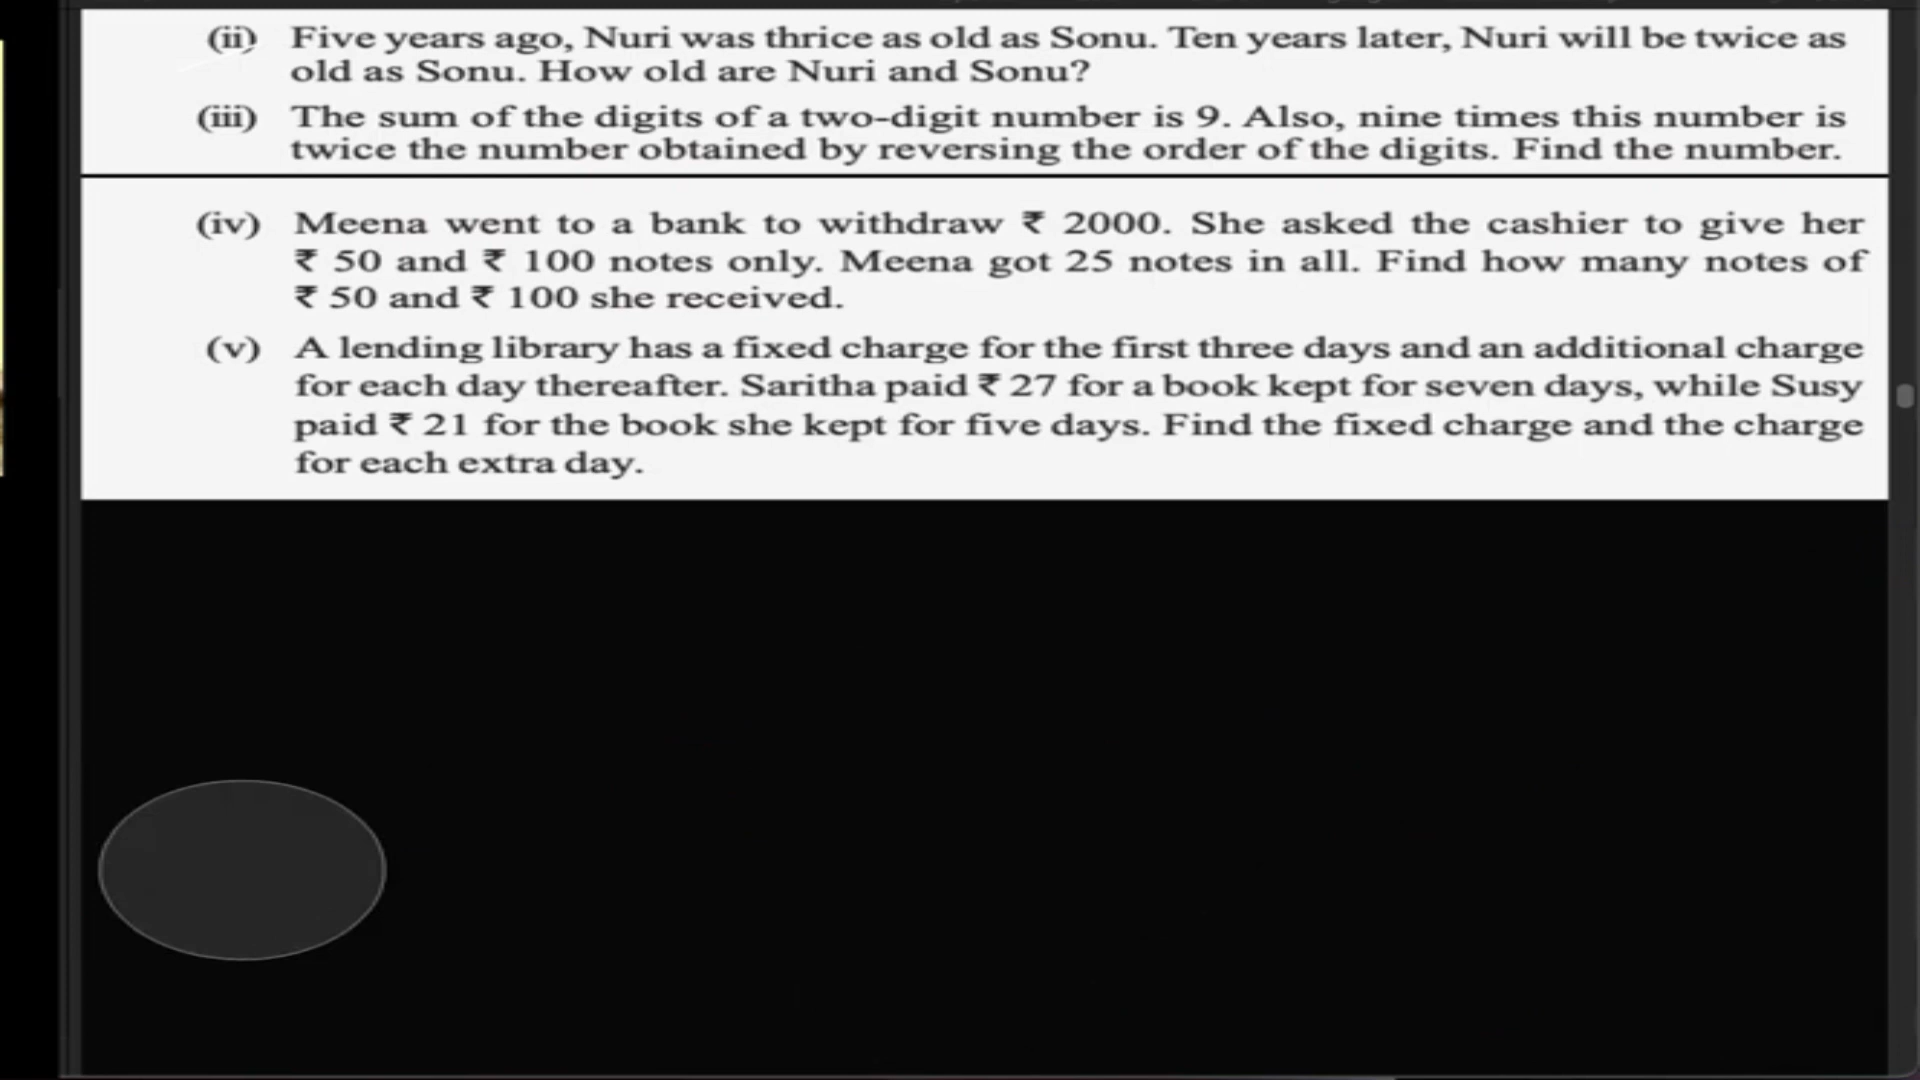 (ii) Five years ago, Nuri was thrice as old as Sonu. Ten years later, Nuri will be twice as
old as Sonu. How old are Nuri and Sonu?
(iii) The sum of the digits of a two-digit number is 9. Also, nine times this number is
twice the number obtained by reversing the order of the digits. Find the number.
(iv) Meena went to a bank to withdraw ₹ 2000. She asked the cashier to give her
₹ 50 and ₹ 100 notes only. Meena got 25 notes in all. Find how many notes of
₹ 50 and ₹ 100 she received.
(v) A lending library has a fixed charge for the first three days and an additional charge
for each day thereafter. Saritha paid ₹ 27 for a book kept for seven days, while Susy
paid ₹ 21 for the book she kept for five days. Find the fixed charge and the charge
for each extra day.